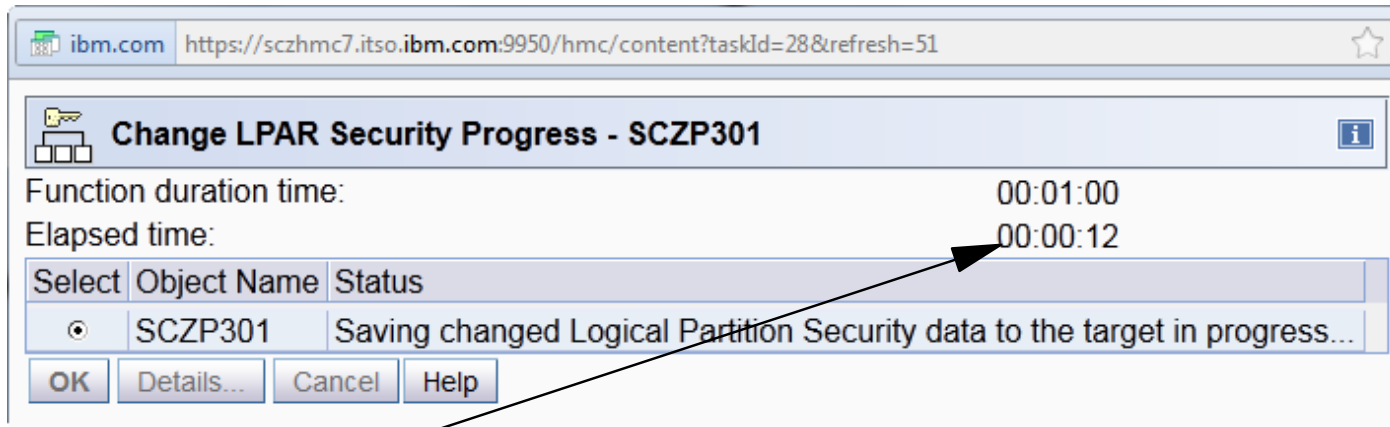 ibm.com https://sczhmc7.itso.ibm.com:9950/hmc/content?taskId=28&refresh=51
Change LPAR Security Progress - SCZP301
Function duration time: 00:01:00
Elapsed time: 00:00:12
Select Object Name Status
SCZP301 Saving changed Logical Partition Security data to the target in progress...
OK Details... Cancel Help